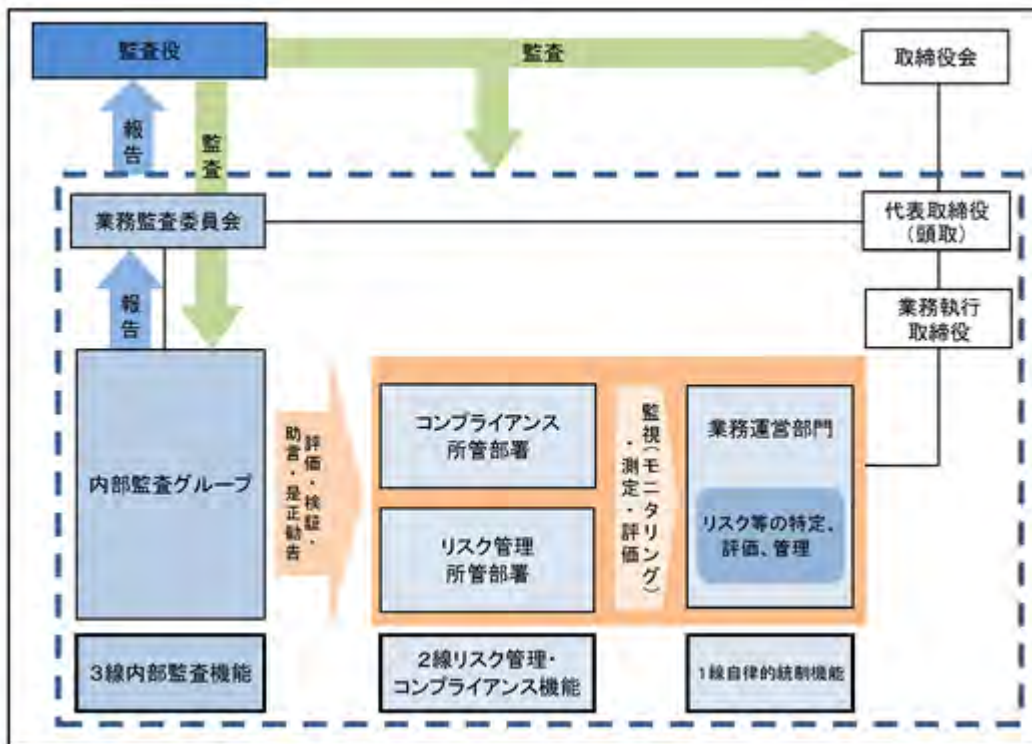 監査役
監査
取締役会
報告
監査
業務監査委員会
代表取締役
(頭取)
報告
業務執行
取締役
内部監査グループ
評価・検証・
助言・是正勧告
コンプライアンス
所管部署
リスク管理
所管部署
監視(モニタリング)
・測定・評価
業務運営部門
リスク等の特定、
評価、管理
3線内部監査機能
2線リスク管理・
コンプライアンス機能
1線自律的統制機能